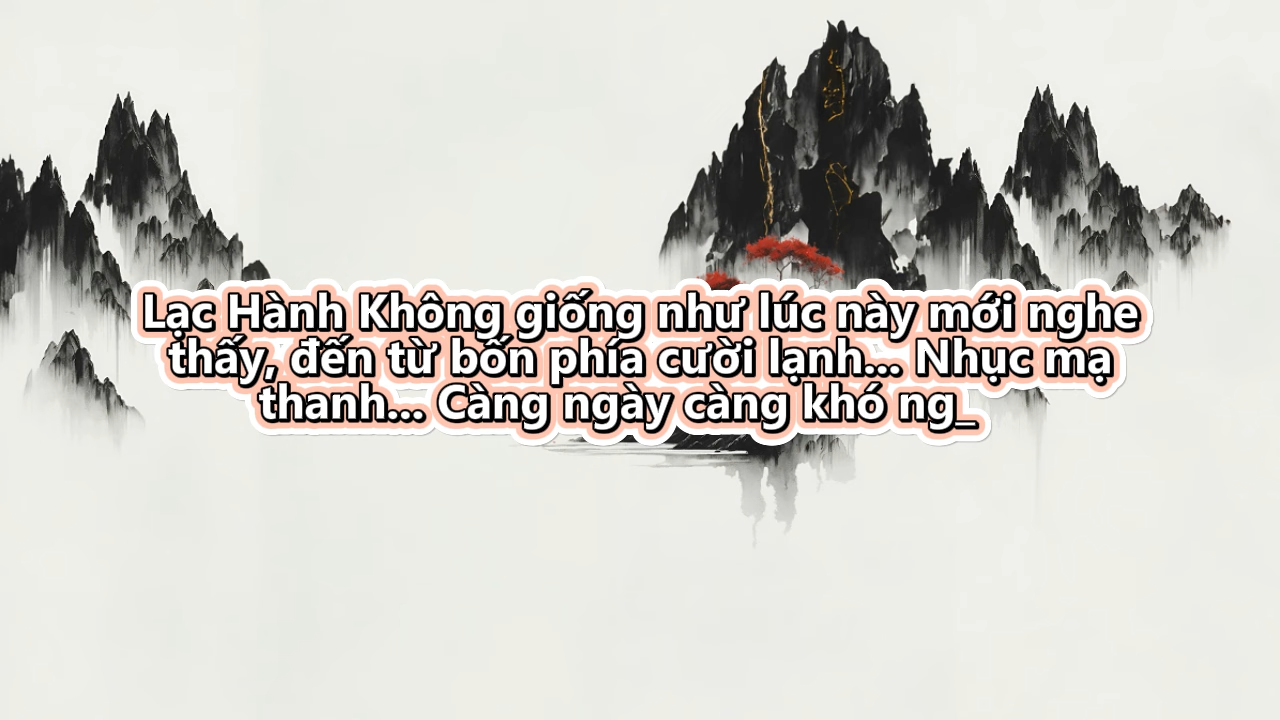 Lạc Hành Không giống như lúc này mới nghe
thấy, đến từ bốn phía cười lạnh... Nhục mạ
thanh... Càng ngày càng khó ng_